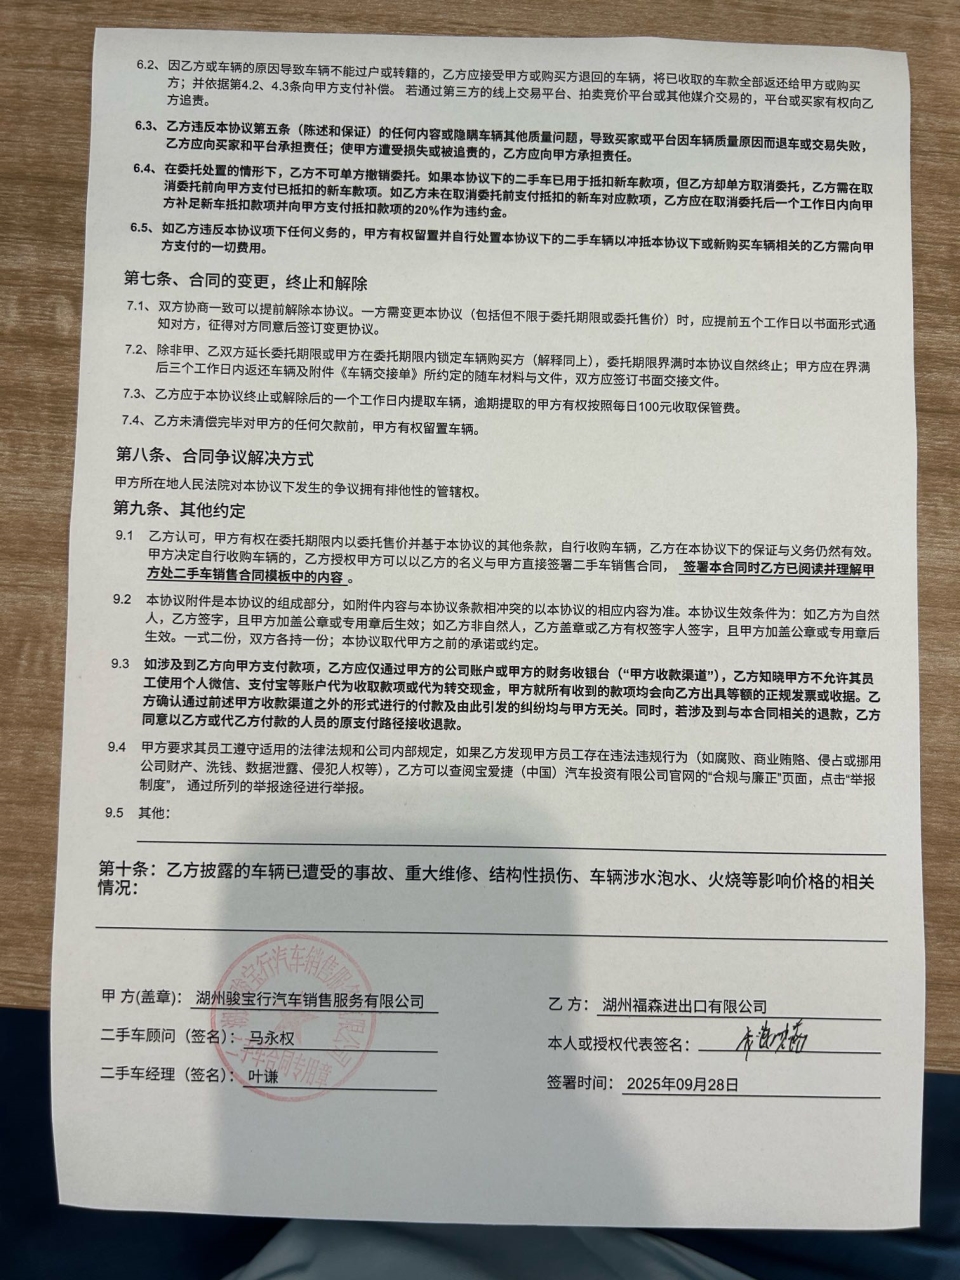 6.2、 因乙方或车辆的原因导致车辆不能过户或转籍的，乙方应接受甲方或购买方退回的车辆，将已收取的车款全部返还给甲方或购买
方；并依据第4.2、4.3条向甲方支付补偿。 若通过第三方的线上交易平台、拍卖竞价平台或其他媒介交易的，平台或买家有权向乙
方追责。
6.3、 乙方违反本协议第五条（陈述和保证）的任何内容或隐瞒车辆其他质量问题，导致买家或平台因车辆质量原因而退车或交易失败，
乙方应向买家和平台承担责任；使甲方遭受损失或被追责的，乙方应向甲方承担责任。
6.4、 在委托处置的情形下，乙方不可单方撤销委托。如果本协议下的二手车已用于抵扣新车款项，但乙方却单方取消委托，乙方需在取
消委托前向甲方支付已抵扣的新车款项。如乙方未在取消委托前支付抵扣的新车对应款项，乙方应在取消委托后一个工作日内向甲
方补足新车抵扣款项并向甲方支付抵扣款项的20%作为违约金。
6.5、 如乙方违反本协议项下任何义务的，甲方有权留置并自行处置本协议下的二手车辆以冲抵本协议下或新购买车辆相关的乙方需向甲
方支付的一切费用。
第七条、合同的变更，终止和解除
7.1、 双方协商一致可以提前解除本协议。一方需变更本协议（包括但不限于委托期限或委托售价）时，应提前五个工作日以书面形式通
知对方，征得对方同意后签订变更协议。
7.2、 除非甲、乙双方延长委托期限或甲方在委托期限内锁定车辆购买方（解释同上），委托期限界满时本协议自然终止；甲方应在界满
后三个工作日内返还车辆及附件《车辆交接单》所约定的随车材料与文件，双方应签订书面交接文件。
7.3、 乙方应于本协议终止或解除后的一个工作日内提取车辆，逾期提取的甲方有权按照每日100元收取保管费。
7.4、 乙方未清偿完毕对甲方的任何欠款前，甲方有权留置车辆。
第八条、合同争议解决方式
甲方所在地人民法院对本协议下发生的争议拥有排他性的管辖权。
第九条、其他约定
9.1 乙方认可，甲方有权在委托期限内以委托售价并基于本协议的其他条款，自行收购车辆，乙方在本协议下的保证与义务仍然有效。
甲方决定自行收购车辆的，乙方授权甲方可以以乙方的名义与甲方直接签署二手车销售合同， 签署本合同时乙方已阅读并理解甲
方处二手车销售合同模板中的内容 。
9.2 本协议附件是本协议的组成部分，如附件内容与本协议条款相冲突的以本协议的相应内容为准。本协议生效条件为：如乙方为自然
人，乙方签字，且甲方加盖公章或专用章后生效；如乙方非自然人，乙方盖章或乙方有权签字人签字，且甲方加盖公章或专用章后
生效。一式二份，双方各持一份；本协议取代甲方之前的承诺或约定。
9.3 如涉及到乙方向甲方支付款项，乙方应仅通过甲方的公司账户或甲方的财务收银台（“甲方收款渠道”），乙方知晓甲方不允许其员
工使用个人微信、支付宝等账户代为收取款项或代为转交现金，甲方就所有收到的款项均会向乙方出具等额的正规发票或收据。乙
方确认通过前述甲方收款渠道之外的形式进行的付款及由此引发的纠纷均与甲方无关。同时，若涉及到与本合同相关的退款，乙方
同意以乙方或代乙方付款的人员的原支付路径接收退款。
9.4 甲方要求其员工遵守适用的法律法规和公司内部规定，如果乙方发现甲方员工存在违法违规行为（如腐败、商业贿赂、侵占或挪用
公司财产、洗钱、数据泄露、侵犯人权等），乙方可以查阅宝爱捷（中国）汽车投资有限公司官网的“合规与廉正”页面，点击“举报
制度”， 通过所列的举报途径进行举报。
9.5 其他：
第十条：乙方披露的车辆已遭受的事故、重大维修、结构性损伤、车辆涉水泡水、火烧等影响价格的相关
情况：
甲 方(盖章)： 湖州骏宝行汽车销售服务有限公司
乙 方： 湖州福森进出口有限公司
二手车顾问（签名）： 马永权
本人或授权代表签名：
二手车经理（签名）： 叶谦
签署时间： 2025年09月28日
二手车合同专用章